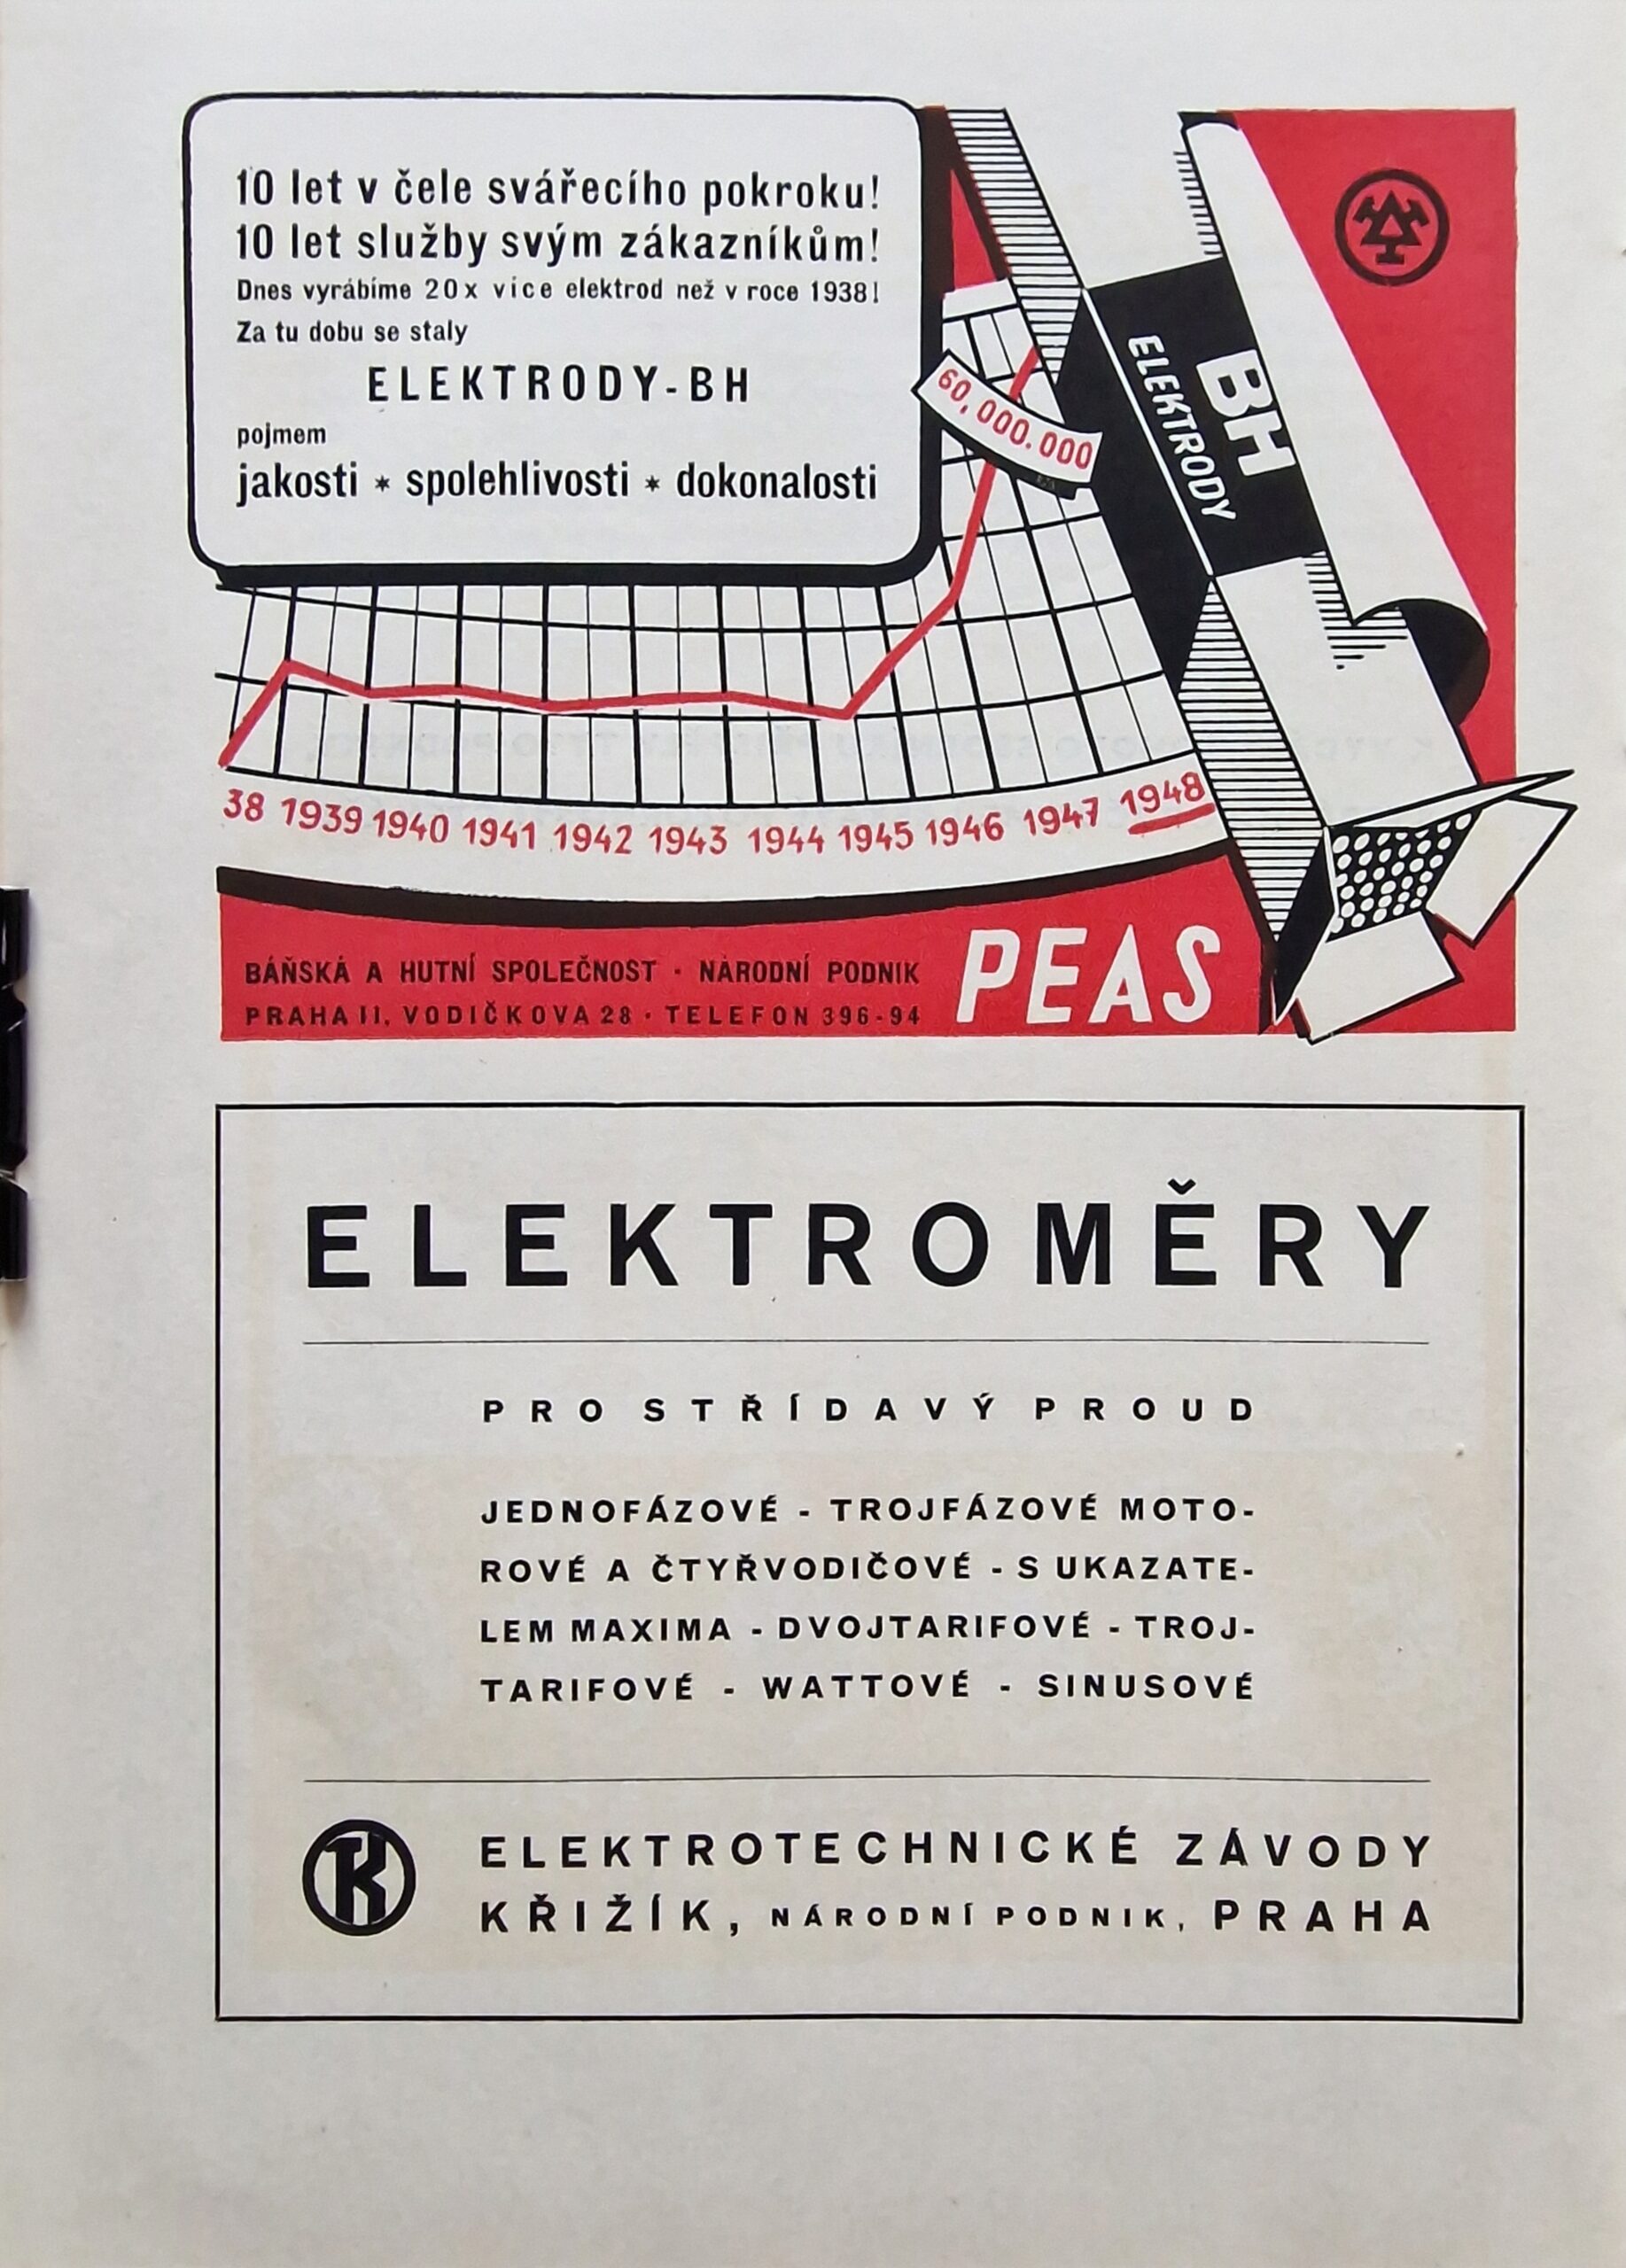 10 let v čele svářecího pokroku!
10 let služby svým zákazníkům!
Dnes vyrábíme 20x vice elektrod než v roce 1938!
Za tu dobu se staly
ELEKTRODY-BH
pojmem
jakosti * spolehlivosti * dokonalosti
60,000.000
BH
ELEKTRODY
38 1939 1940 1941 1942 1943 1944 1945 1946 1947 1948
BÁŇSKÁ A HUTNÍ SPOLEČNOST · NÁRODNÍ PODNIK
PRAHA II, VODIČKOVA 28 · TELEFON 396-94
PEAS
ELEKTROMĚRY
PRO STŘÍDAVÝ PROUD
JEDNOFÁZOVÉ - TROJFÁZOVÉ MOTO-
ROVÉ A ČTYŘVODIČOVÉ - S UKAZATE-
LEM MAXIMA - DVOJTARIFOVÉ - TROJ-
TARIFOVÉ - WATTOVÉ - SINUSOVÉ
ELEKTROTECHNICKÉ ZÁVODY
KŘIŽÍK, NÁRODNÍ PODNIK, PRAHA